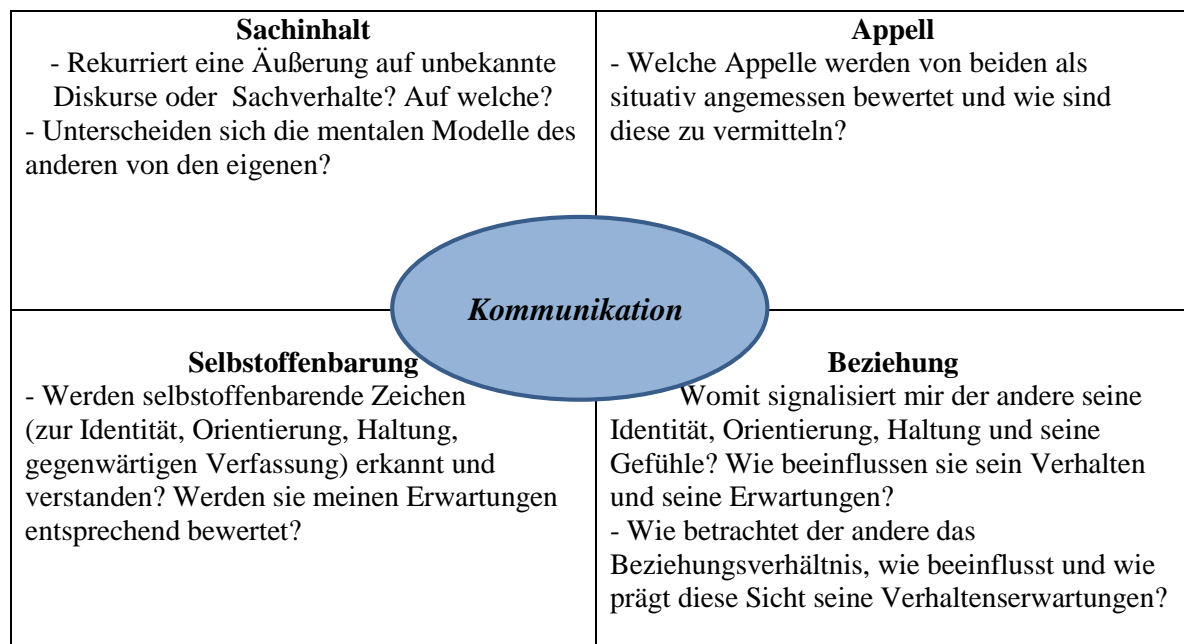 Sachinhalt
- Rekurriert eine Äußerung auf unbekannte
Diskurse oder Sachverhalte? Auf welche?
- Unterscheiden sich die mentalen Modelle des
anderen von den eigenen?
Appell
- Welche Appelle werden von beiden als
situativ angemessen bewertet und wie sind
diese zu vermitteln?
Kommunikation
Selbstoffenbarung
- Werden selbstoffenbarende Zeichen
(zur Identität, Orientierung, Haltung,
gegenwärtigen Verfassung) erkannt und
verstanden? Werden sie meinen Erwartungen
entsprechend bewertet?
Beziehung
Womit signalisiert mir der andere seine
Identität, Orientierung, Haltung und seine
Gefühle? Wie beeinflussen sie sein Verhalten
und seine Erwartungen?
- Wie betrachtet der andere das
Beziehungsverhältnis, wie beeinflusst und wie
prägt diese Sicht seine Verhaltenserwartungen?